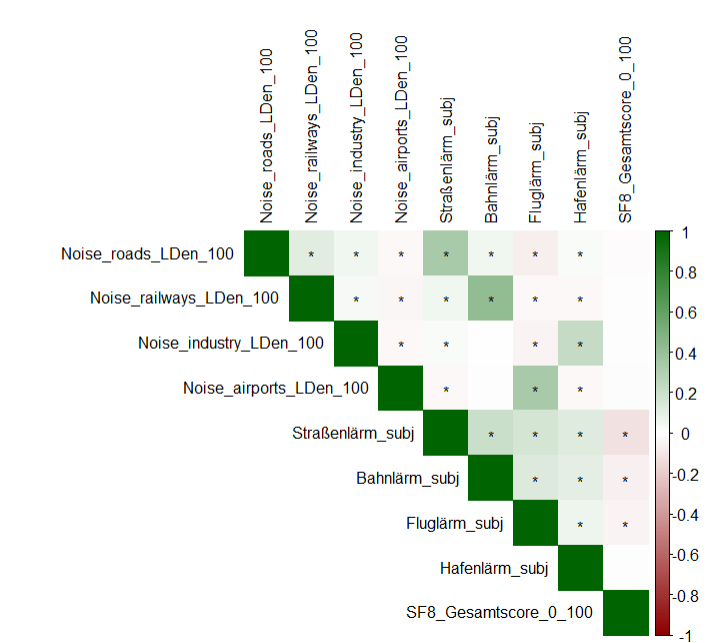 Noise_roads_LDen_100
Noise_railways_LDen_100
Noise_industry_LDen_100
Noise_airports_LDen_100
Straßenlärm_subj
Bahnlärm_subj
Fluglärm_subj
Hafenlärm_subj
SF8_Gesamtscore_0_100
Noise_roads_LDen_100 * * * * * * *
Noise_railways_LDen_100 * * * * * *
Noise_industry_LDen_100 * * * *
Noise_airports_LDen_100 * * *
Straßenlärm_subj * * * *
Bahnlärm_subj * * *
Fluglärm_subj * *
Hafenlärm_subj
SF8_Gesamtscore_0_100
1
0.8
0.6
0.4
0.2
0
-0.2
-0.4
-0.6
-0.8
-1